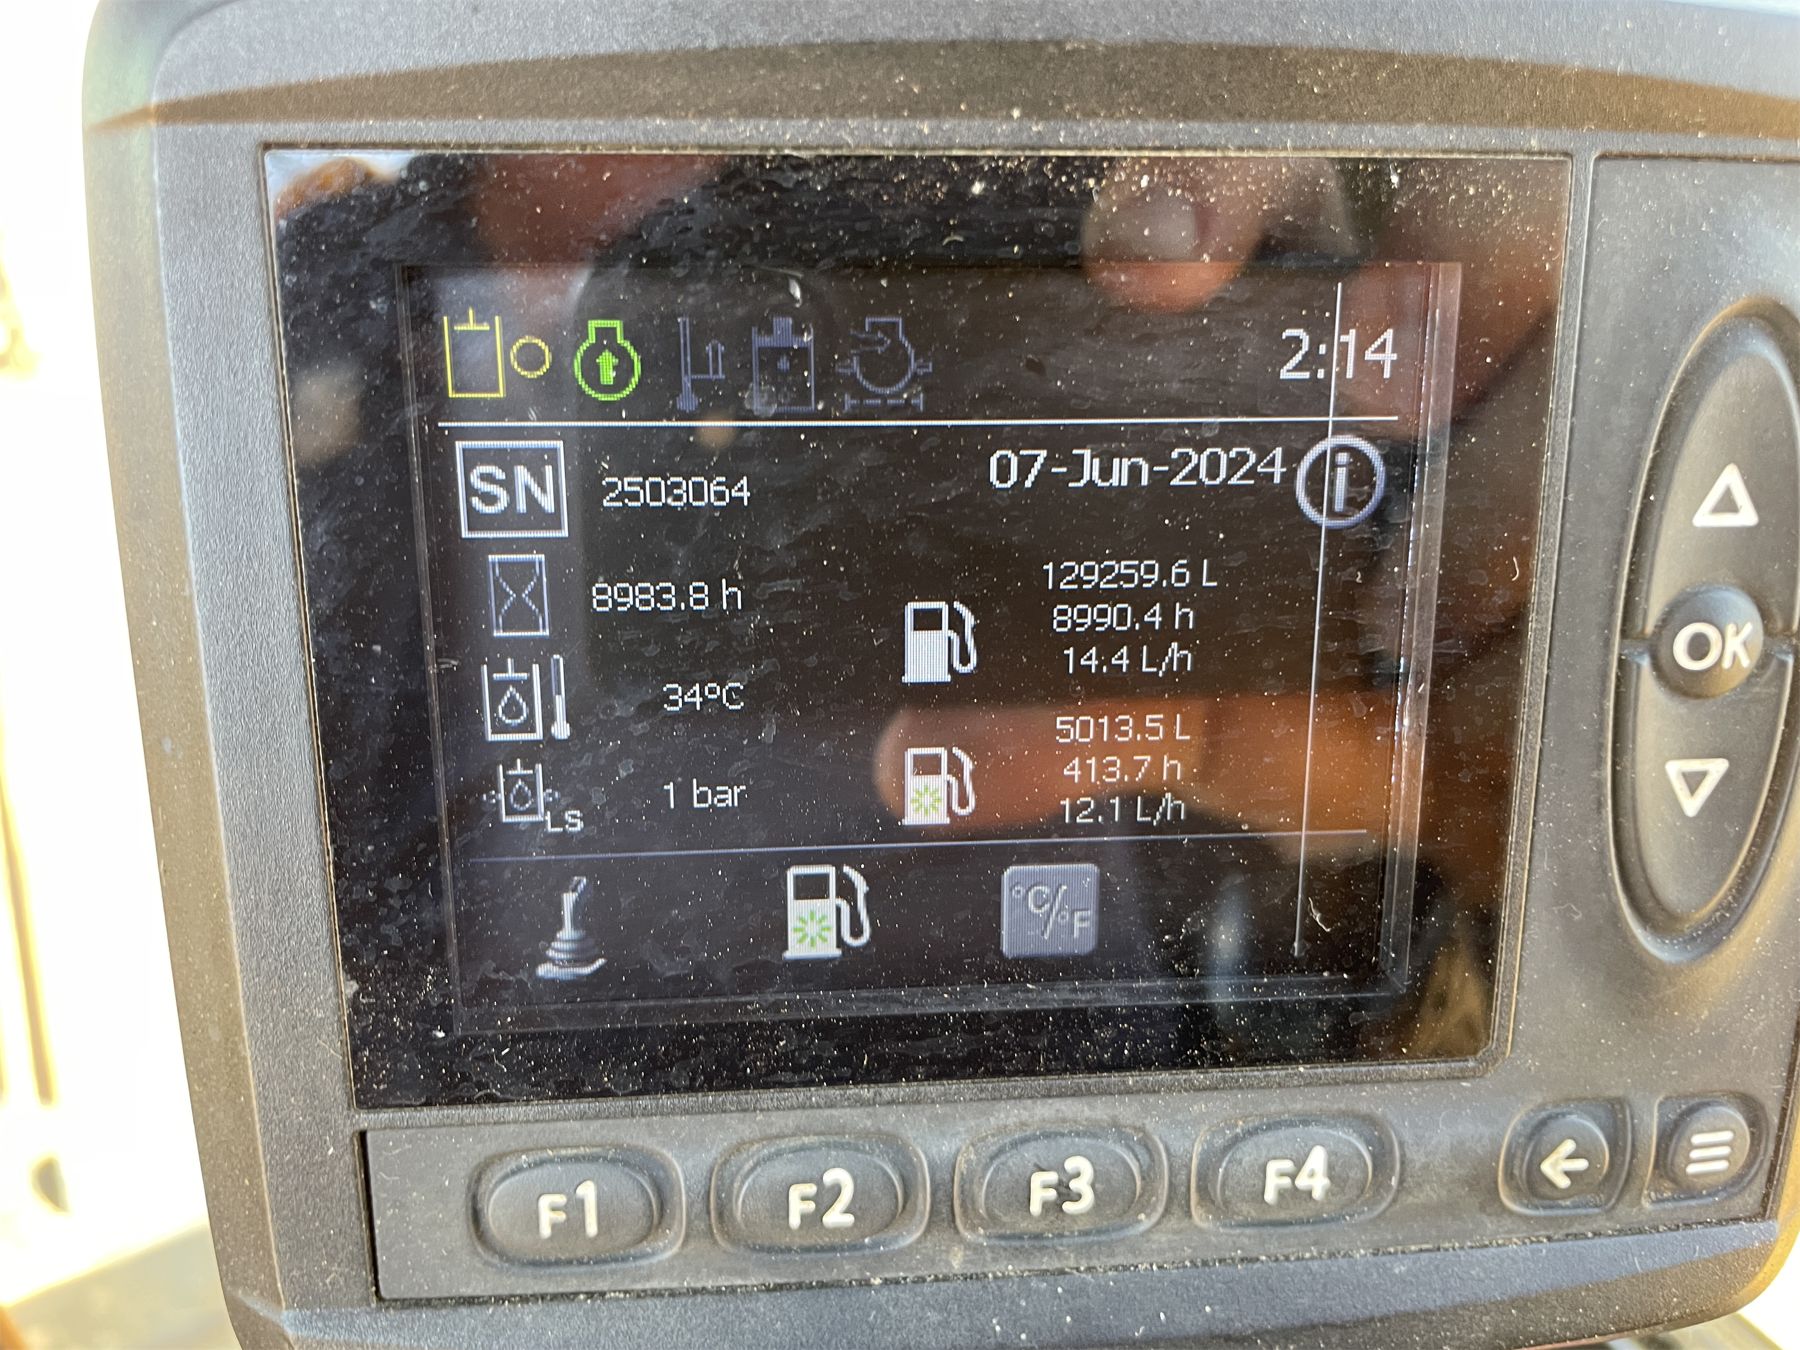 2:14
SN 2503064
07-Jun-2024 i
8983.8 h
129259.6 L
8990.4 h
14.4 L/h
34°C
5013.5 L
413.7 h
12.1 L/h
1 bar
LS
°C/°F
OK
F1 F2 F3 F4